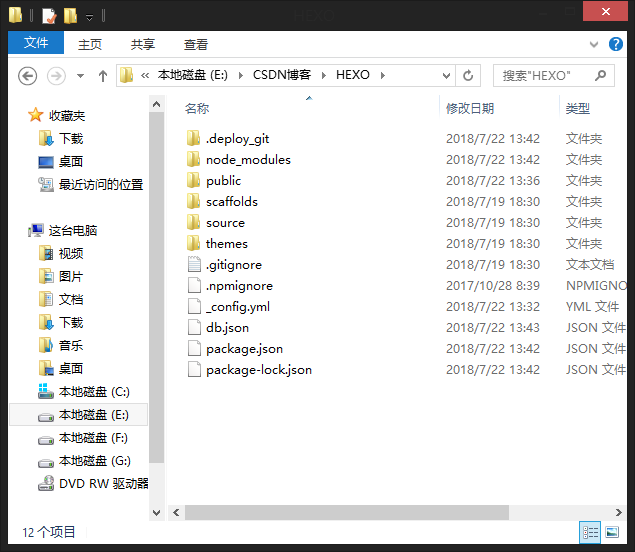 HEXO
文件 主页 共享 查看
« 本地磁盘 (E:) CSDN博客 HEXO 搜索"HEXO"
名称 修改日期 类型
收藏夹
下载
桌面
最近访问的位置
这台电脑
视频
图片
文档
下载
音乐
桌面
本地磁盘 (C:)
本地磁盘 (E:)
本地磁盘 (F:)
本地磁盘 (G:)
DVD RW 驱动器
.deploy_git 2018/7/22 13:42 文件夹
node_modules 2018/7/22 13:42 文件夹
public 2018/7/22 13:36 文件夹
scaffolds 2018/7/19 18:30 文件夹
source 2018/7/19 18:30 文件夹
themes 2018/7/19 18:30 文件夹
.gitignore 2018/7/19 18:30 文本文档
.npmignore 2017/10/28 8:39 NPMIGNO
_config.yml 2018/7/22 13:32 YML 文件
db.json 2018/7/22 13:43 JSON 文件
package.json 2018/7/22 13:42 JSON 文件
package-lock.json 2018/7/22 13:42 JSON 文件
12 个项目